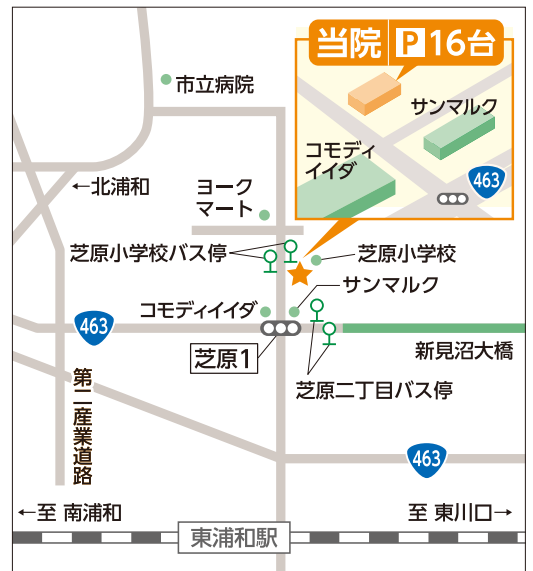 当院 P 16台
市立病院
サンマルク
コモディ
イイダ
463
←北浦和
ヨーク
マート
芝原小学校バス停
芝原小学校
サンマルク
コモディイイダ
463
芝原1
新見沼大橋
芝原二丁目バス停
第二産業道路
463
←至 南浦和
至 東川口→
東浦和駅